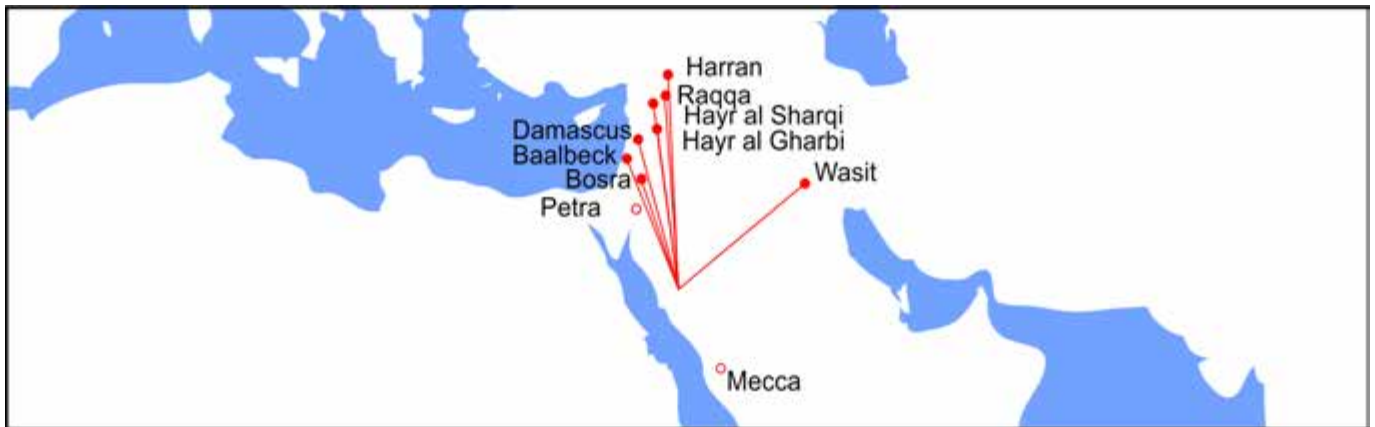 Harran
Raqqa
Hayr al Sharqi
Damascus
Hayr al Gharbi
Baalbeck
Wasit
Bosra
Petra
Mecca